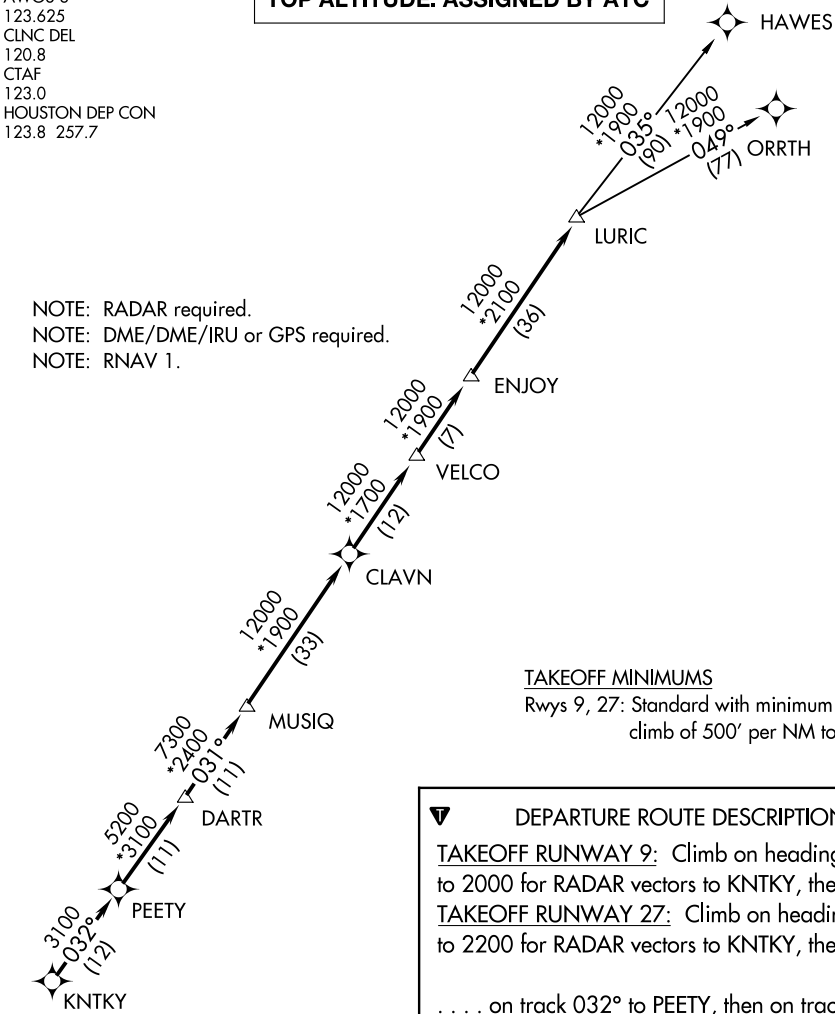 123.625
CLNC DEL
120.8
CTAF
123.0
HOUSTON DEP CON
123.8 257.7
TOP ALTITUDE: ASSIGNED BY ATC
HAWES
12000
*1900
035°
(90)
12000
*1900
049°
(77)
ORRTH
LURIC
12000
*2100
(36)
NOTE: RADAR required.
NOTE: DME/DME/IRU or GPS required.
NOTE: RNAV 1.
ENJOY
12000
*1900
(7)
VELCO
12000
*1700
(12)
CLAVN
12000
*1900
(33)
MUSIQ
TAKEOFF MINIMUMS
Rwys 9, 27: Standard with minimum
climb of 500' per NM to
7300
*2400
031°
(11)
DARTR
5200
*3100
(11)
PEETY
3100
032°
(12)
KNTKY
T DEPARTURE ROUTE DESCRIPTION
TAKEOFF RUNWAY 9: Climb on heading
to 2000 for RADAR vectors to KNTKY, the
TAKEOFF RUNWAY 27: Climb on headin
to 2200 for RADAR vectors to KNTKY, the
. . . . on track 032° to PEETY, then on trac